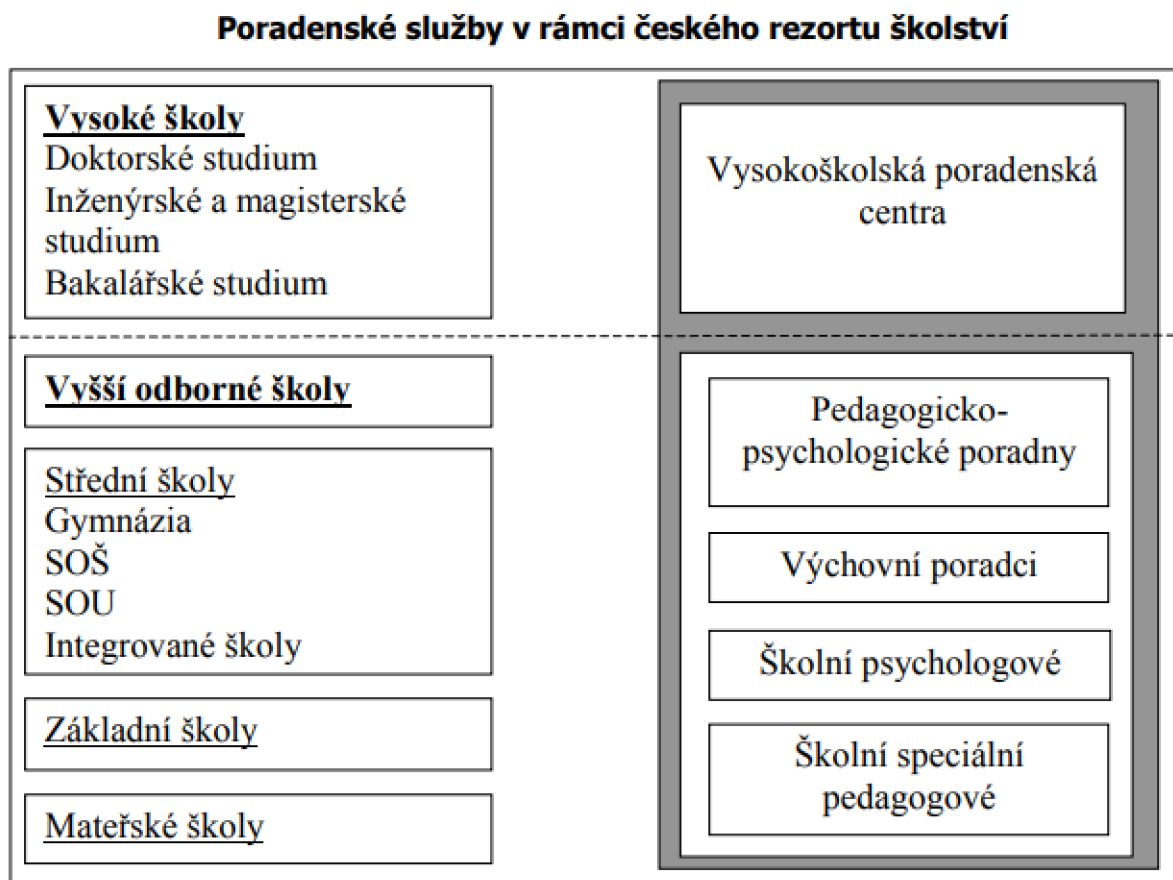 Poradenské služby v rámci českého rezortu školství
Vysoké školy
Doktorské studium
Inženýrské a magisterské
studium
Bakalářské studium
Vysokoškolská poradenská
centra
Vyšší odborné školy
Střední školy
Gymnázia
SOŠ
SOU
Integrované školy
Základní školy
Mateřské školy
Pedagogicko-
psychologické poradny
Výchovní poradci
Školní psychologové
Školní speciální
pedagogové